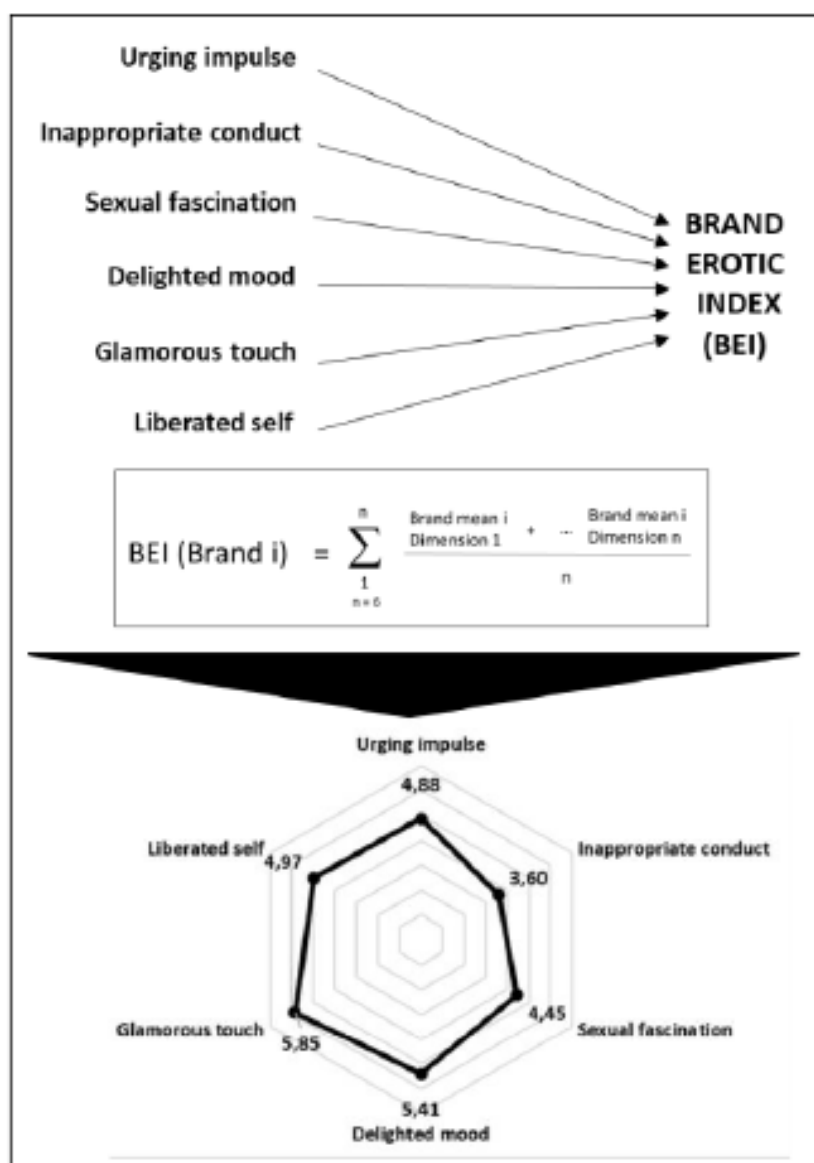 Urging impulse
Inappropriate conduct
Sexual fascination
Delighted mood
Glamorous touch
Liberated self
BRAND
EROTIC
INDEX
(BEI)
BEI (Brand i) = n ∑ 1 n = 6
Brand mean i + ... Brand mean i
Dimension 1 Dimension n
n
Urging impulse
4,88
Liberated self
4,97
Inappropriate conduct
3,60
Glamorous touch
5,85
Sexual fascination
4,45
5,41
Delighted mood